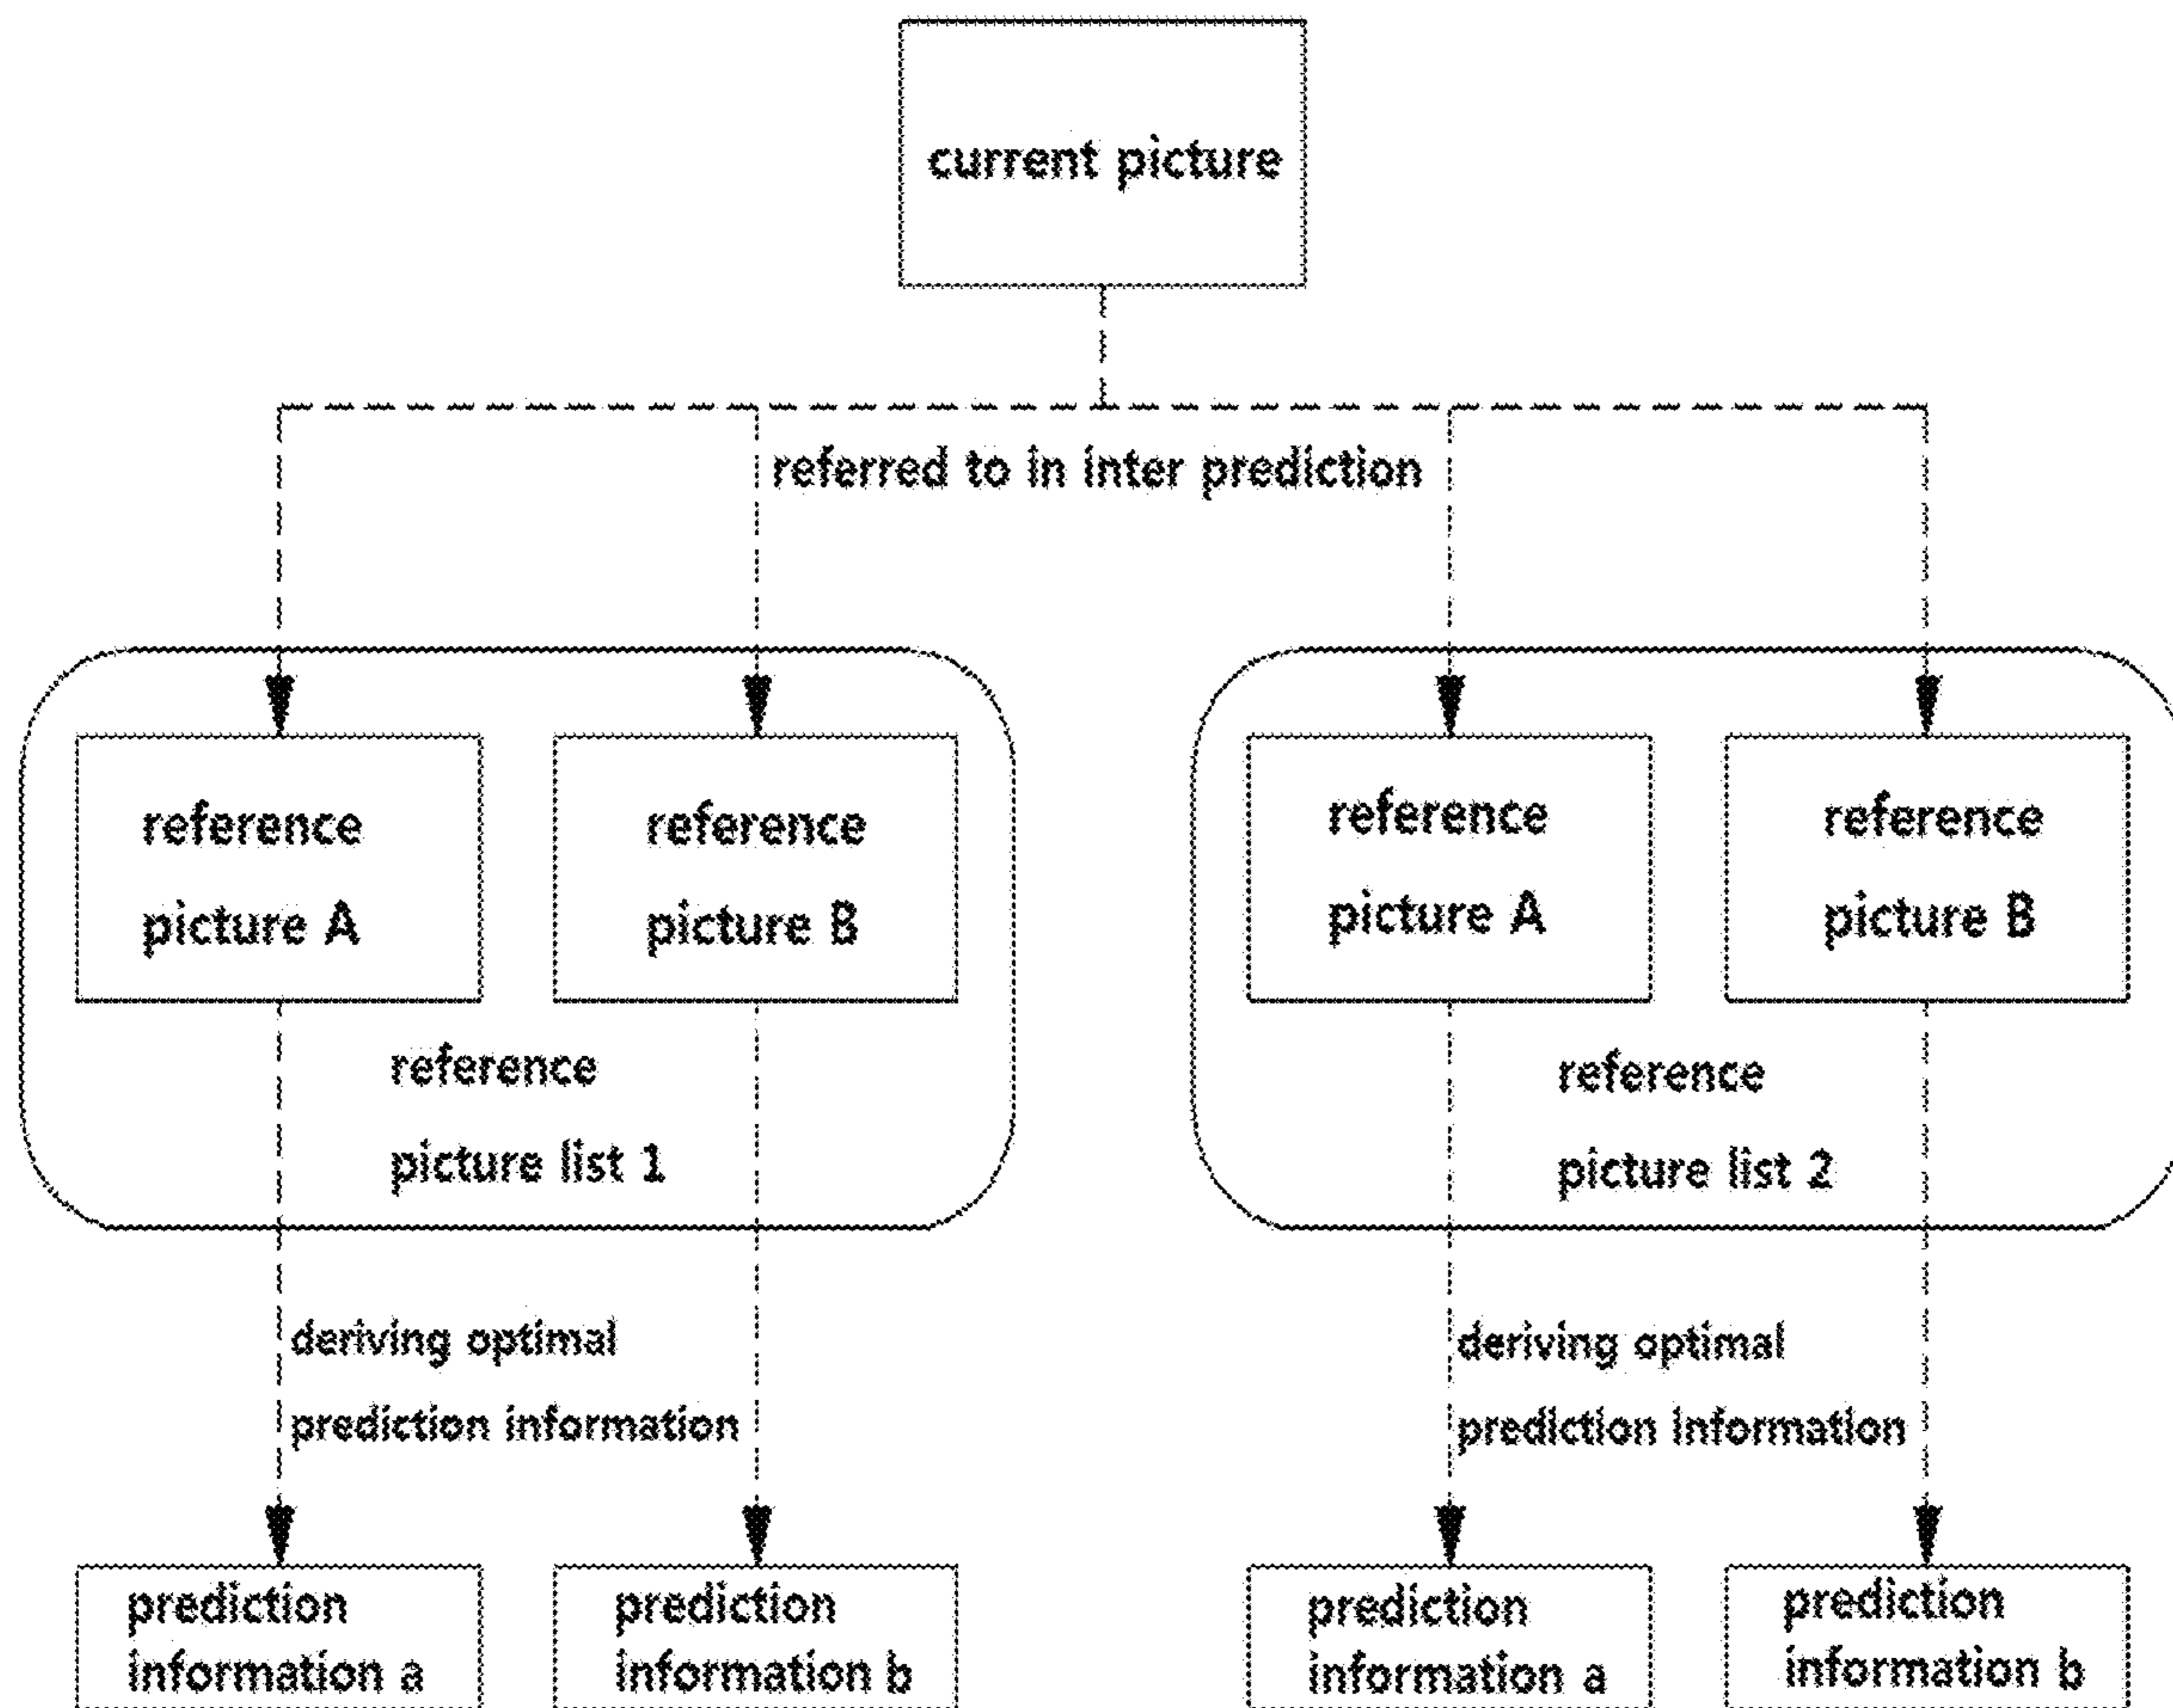 current picture
referred to in inter prediction
reference
picture A
reference
picture B
reference
picture list 1
reference
picture A
reference
picture B
reference
picture list 2
deriving optimal
prediction information
deriving optimal
prediction information
prediction
information a
prediction
information b
prediction
information a
prediction
information b